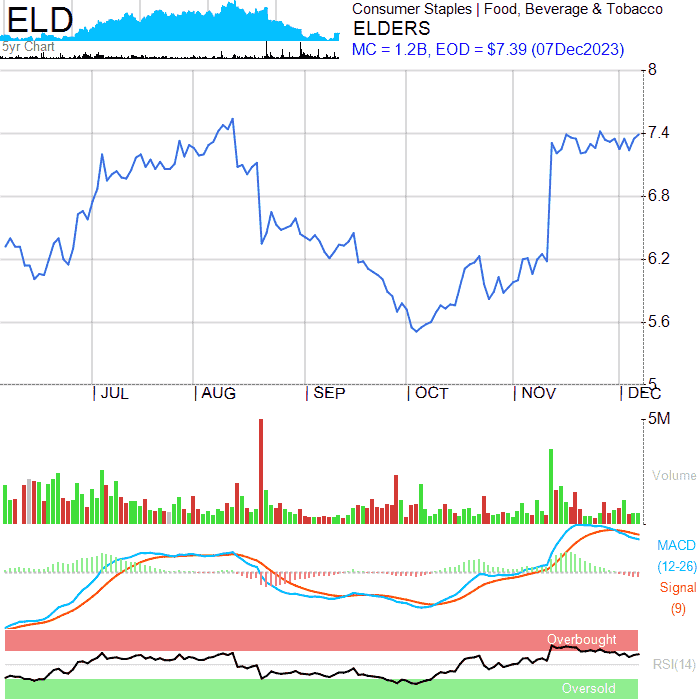 ELD
5yr Chart
Consumer Staples | Food, Beverage & Tobacco
ELDERS
MC = 1.2B, EOD = $7.39 (07Dec2023)
8
7.4
6.8
6.2
5.6
5
JUL AUG SEP OCT NOV DEC
5M
Volume
MACD
(12-26)
Signal
(9)
Overbought
RSI(14)
Oversold